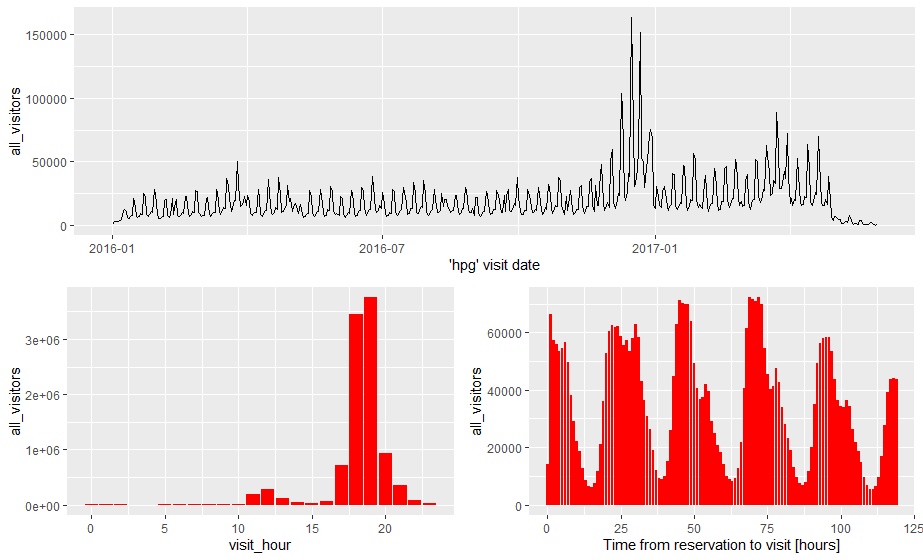 all_visitors
150000
100000
50000
0
2016-01 2016-07 2017-01
'hpg' visit date
all_visitors
3e+06
2e+06
1e+06
0e+00
0 5 10 15 20
visit_hour
all_visitors
60000
40000
20000
0
0 25 50 75 100 125
Time from reservation to visit [hours]